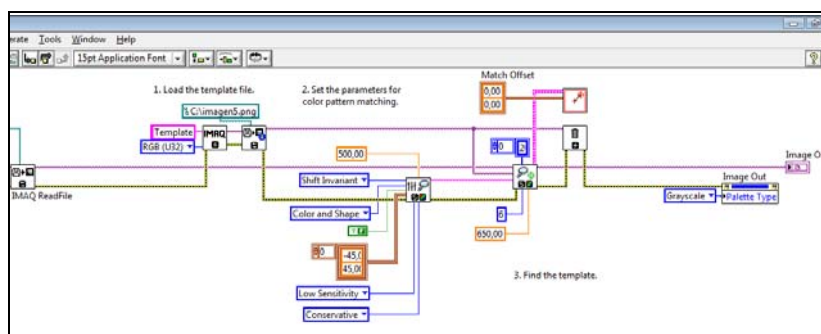 erate Tools Window Help
15pt Application Font
Match Offset
1. Load the template file.
2. Set the parameters for
color pattern matching.
0,00
0,00
C:\imagen5.png
Template
IMAQ
RGB (U32)
500,00
0
Image O
IMAQ ReadFile
Shift Invariant
Image Out
Grayscale
Palette Type
Color and Shape
6
T F
650,00
0
-45,0
45,00
3. Find the template.
Low Sensitivity
Conservative